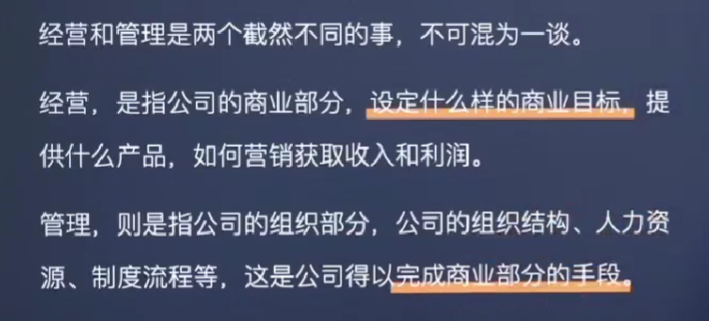 经营和管理是两个截然不同的事，不可混为一谈。
经营，是指公司的商业部分，设定什么样的商业目标，提
供什么产品，如何营销获取收入和利润。
管理，则是指公司的组织部分，公司的组织结构、人力资
源、制度流程等，这是公司得以完成商业部分的手段。